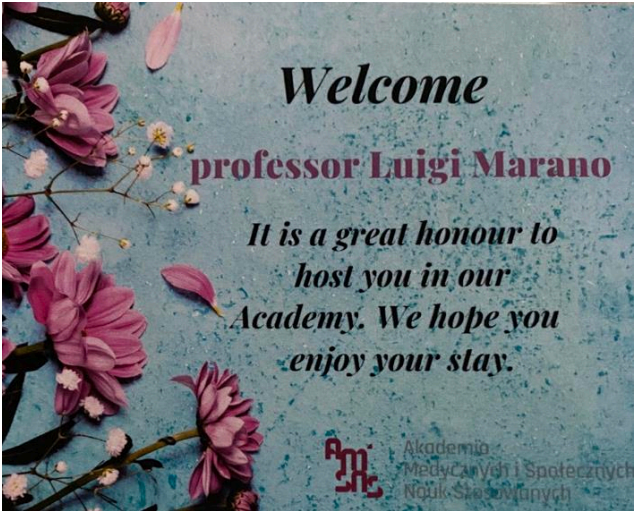 Welcome
professor Luigi Marano
It is a great honour to
host you in our
Academy. We hope you
enjoy your stay.
AMiSNS
Akademia
Medycznych i Społecznych
Nauk Stosowanych